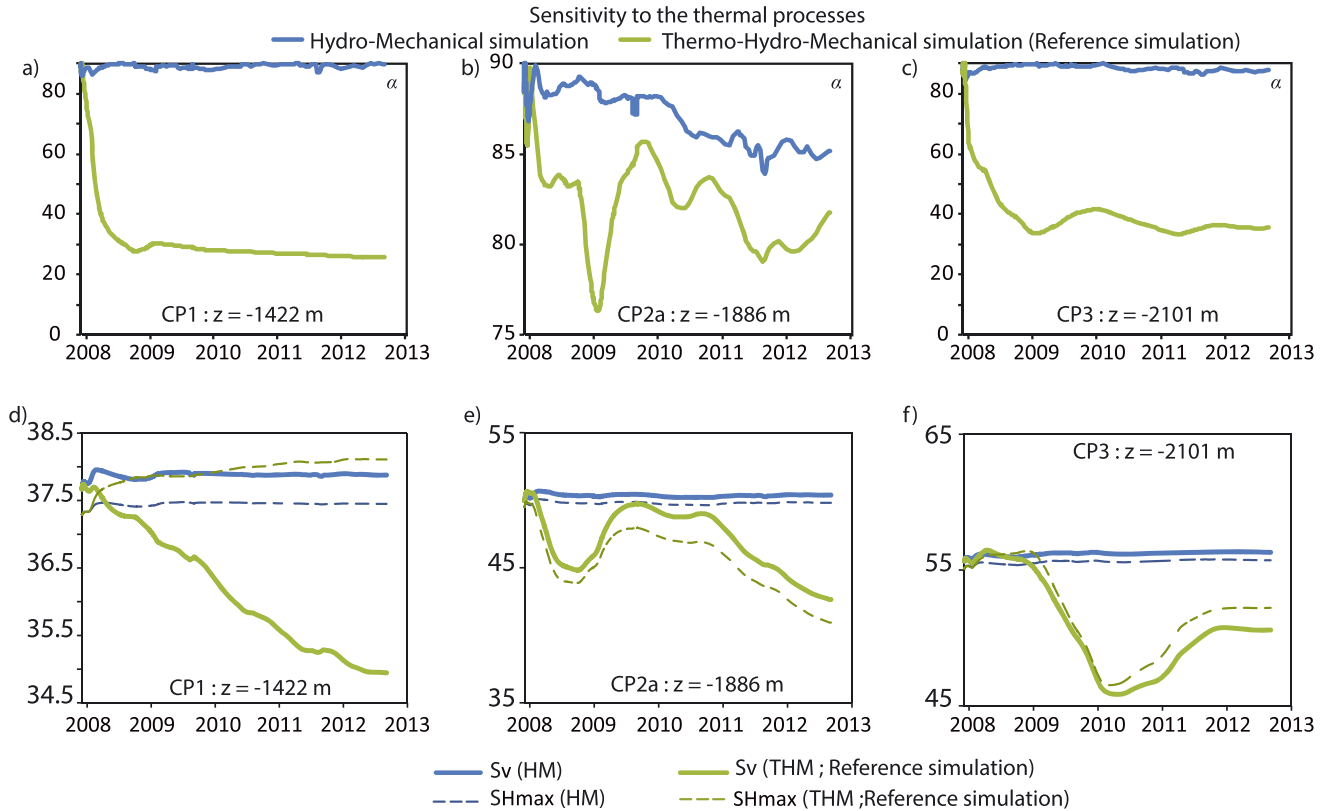 Sensitivity to the thermal processes
Hydro-Mechanical simulation Thermo-Hydro-Mechanical simulation (Reference simulation)
a)
80
60
40
20
0
α
CP1 : z = -1422 m
2008 2009 2010 2011 2012 2013
b)
90
85
80
75
α
CP2a : z = -1886 m
2008 2009 2010 2011 2012 2013
c)
80
60
40
20
0
α
CP3 : z = -2101 m
2008 2009 2010 2011 2012 2013
d)
38.5
37.5
36.5
35.5
34.5
CP1 : z = -1422 m
2008 2009 2010 2011 2012 2013
e)
55
45
35
CP2a : z = -1886 m
2008 2009 2010 2011 2012 2013
f)
65
55
45
CP3 : z = -2101 m
2008 2009 2010 2011 2012 2013
Sv (HM) Sv (THM ; Reference simulation)
SHmax (HM) SHmax (THM ;Reference simulation)